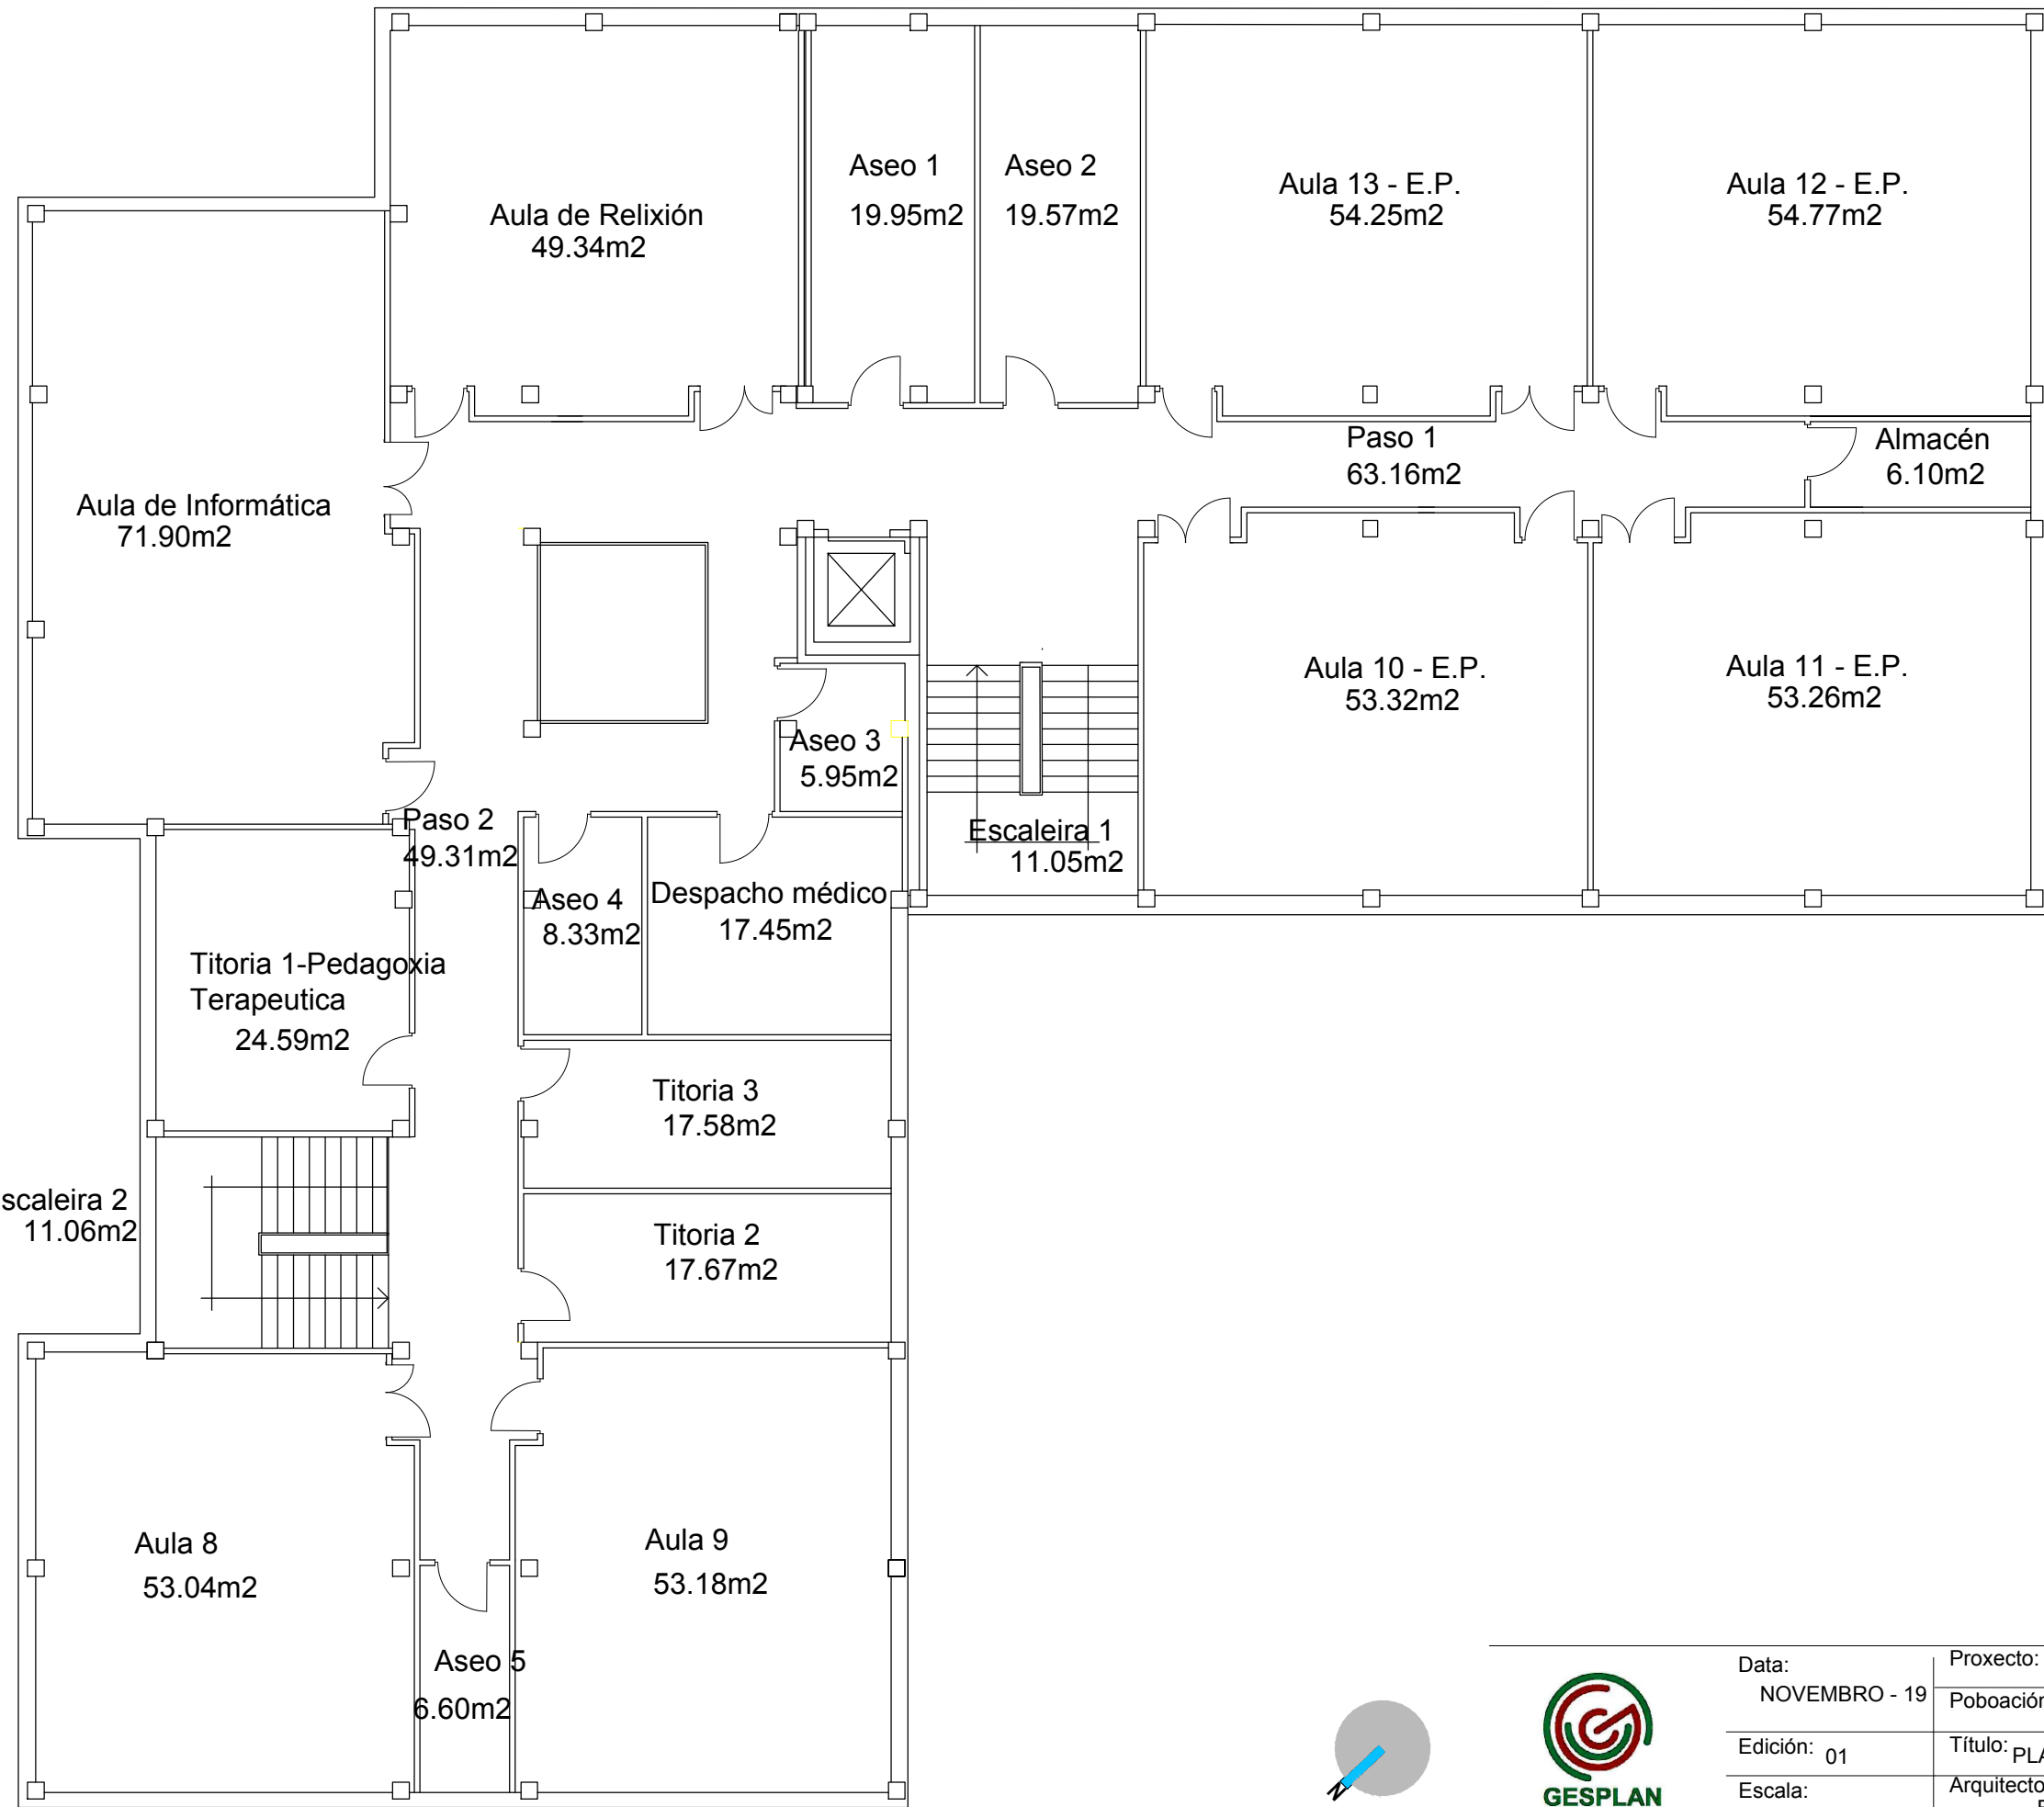 Aula de Relixión
49.34m2
Aseo 1
19.95m2
Aseo 2
19.57m2
Aula 13 - E.P.
54.25m2
Aula 12 - E.P.
54.77m2
Paso 1
63.16m2
Almacén
6.10m2
Aula de Informática
71.90m2
Aula 10 - E.P.
53.32m2
Aula 11 - E.P.
53.26m2
Aseo 3
5.95m2
Escaleira 1
11.05m2
Paso 2
49.31m2
Aseo 4
8.33m2
Despacho médico
17.45m2
Titoria 1-Pedagoxia
Terapeutica
24.59m2
Titoria 3
17.58m2
scaleira 2
11.06m2
Titoria 2
17.67m2
Aula 8
53.04m2
Aula 9
53.18m2
Aseo 5
6.60m2
N
GESPLAN
Data:
NOVEMBRO - 19
Edición: 01
Escala:
Proxecto:
Poboación
Título: PLA
Arquitecto